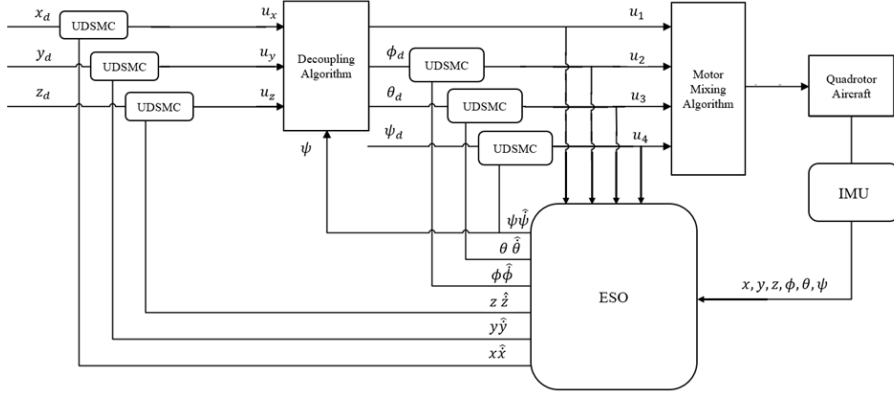 x_d
UDSMC
u_x
u_1
y_d
UDSMC
u_y
Decoupling
Algorithm
ϕ_d
UDSMC
u_2
Motor
Mixing
Algorithm
Quadrotor
Aircraft
z_d
UDSMC
u_z
θ_d
UDSMC
u_3
ψ
ψ_d
UDSMC
u_4
IMU
ψ ψ̇̂
θ θ̇̂
ϕ ϕ̇̂
z ż̂
y ẏ̂
x ẋ̂
ESO
x, y, z, ϕ, θ, ψ